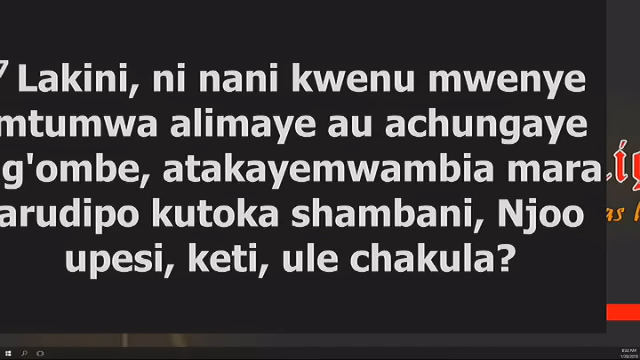 7 Lakini, ni nani kwenu mwenye
mtumwa alimaye au achungaye
g'ombe, atakayemwambia mara
arudipo kutoka shambani, Njoo
upesi, keti, ule chakula?